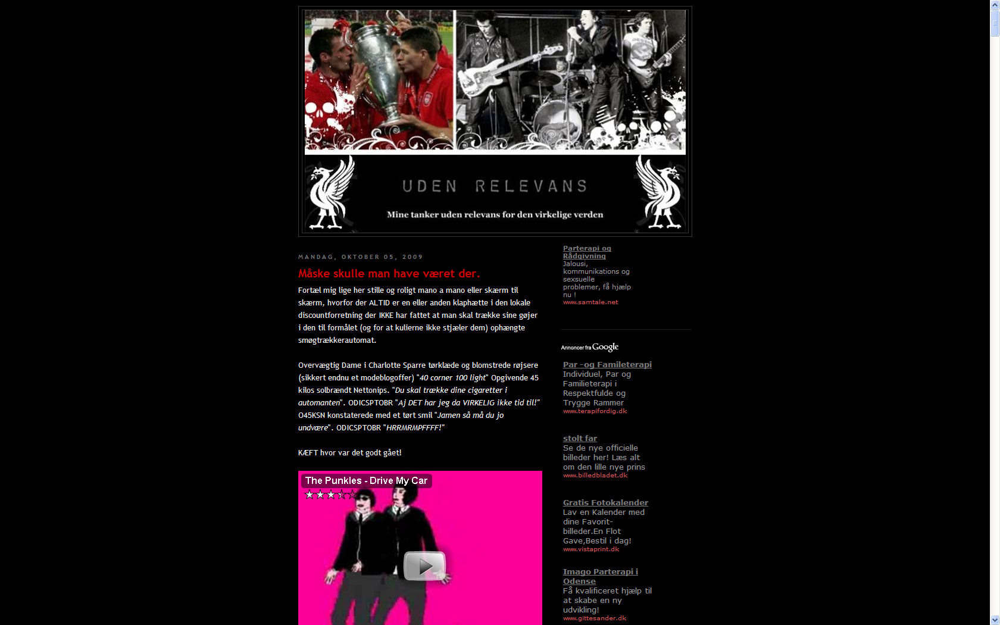 UDEN RELEVANS
Mine tanker uden relevans for den virkelige verden
MANDAG, OKTOBER 05, 2009
Måske skulle man have været der.
Fortæl mig lige her stille og roligt mano a mano eller skærm til
skærm, hvorfor der ALTID er en eller anden klaphætte i den lokale
discountforretning der IKKE har fattet at man skal trække sine gøjer
i den til formålet (og for at kulierne ikke stjæler dem) ophængte
smøgtrækkerautomat.
Overvægtig Dame i Charlotte Sparre tørklæde og blomstrede røjsere
(sikkert endnu et modeblogoffer) "40 corner 100 light" Opgivende 45
kilos solbrændt Nettonips. "Du skal trække dine cigaretter i
automanten". ODICSPTOBR "Aj DET har jeg da VIRKELIG ikke tid til!"
O45KSN konstaterede med et tørt smil "Jamen så må du jo
undvære". ODICSPTOBR "HRRMRMPFFFF!"
KÆFT hvor var det godt gået!
The Punkles - Drive My Car
Parterapi og
Rådgivning
Jalousi,
kommunikations og
sexsuelle
problemer, få hjælp
nu !
www.samtale.net
Annoncer fra Google
Par -og Fami​leterapi
Individuel, Par og
Familieterapi i
Respektfulde og
Trygge Rammer
www.terapifordig.dk
stolt far
Se de nye officielle
billeder her! Læs alt
om den lille nye prins
www.billedbladet.dk
Gratis Fotokalender
Lav en Kalender med
dine Favorit-
billeder.En Flot
Gave,Bestil i dag!
www.vistaprint.dk
Imago Parterapi i
Odense
Få kvalificeret hjælp til
at skabe en ny
udvikling!
www.gittesander.dk